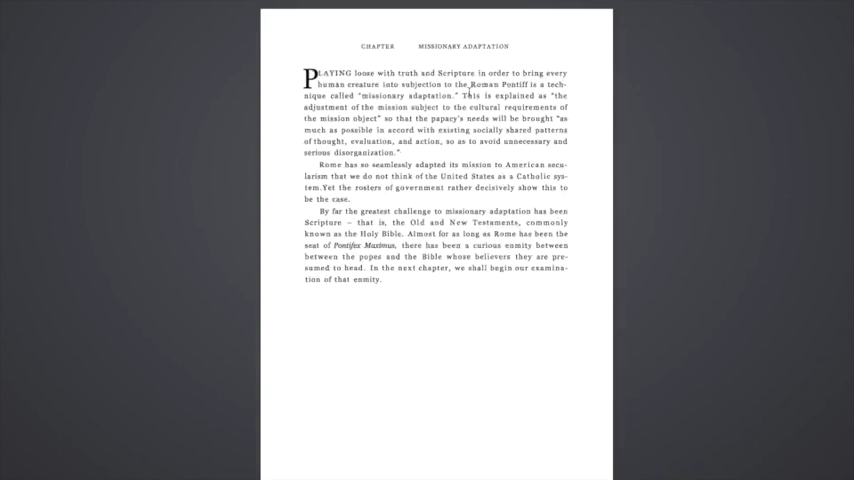 CHAPTER MISSIONARY ADAPTATION
PLAYING loose with truth and Scripture in order to bring every
human creature into subjection to the Roman Pontiff is a tech-
nique called "missionary adaptation." This is explained as "the
adjustment of the mission subject to the cultural requirements of
the mission object" so that the papacy's needs will be brought "as
much as possible in accord with existing socially shared patterns
of thought, evaluation, and action, so as to avoid unnecessary and
serious disorganization."
Rome has so seamlessly adapted its mission to American secu-
larism that we do not think of the United States as a Catholic sys-
tem.Yet the rosters of government rather decisively show this to
be the case.
By far the greatest challenge to missionary adaptation has been
Scripture – that is, the Old and New Testaments, commonly
known as the Holy Bible. Almost for as long as Rome has been the
seat of Pontifex Maximus, there has been a curious enmity between
between the popes and the Bible whose believers they are pre-
sumed to head. In the next chapter, we shall begin our examina-
tion of that enmity.